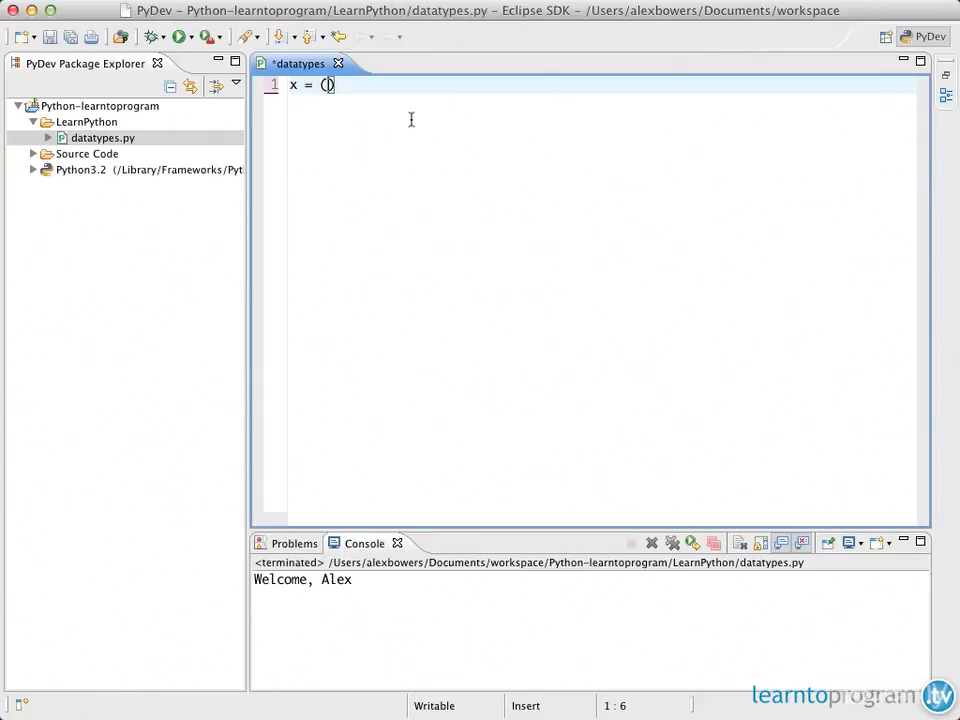 PyDev - Python-learntoprogram/LearnPython/datatypes.py - Eclipse SDK - /Users/alexbowers/Documents/workspace
PyDev
PyDev Package Explorer
*datatypes
1 x = ()
Python-learntoprogram
LearnPython
datatypes.py
Source Code
Python3.2 (/Library/Frameworks/Pyt
Problems
Console
<terminated> /Users/alexbowers/Documents/workspace/Python-learntoprogram/LearnPython/datatypes.py
Welcome, Alex
Writable
Insert
1 : 6
learntoprogram.tv